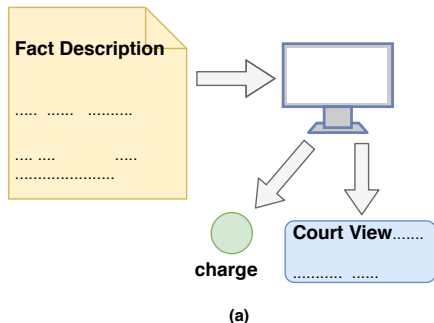 Fact Description
..... ...... ..........
.... .... .....
......................
charge
Court View.......
........... ......
(a)